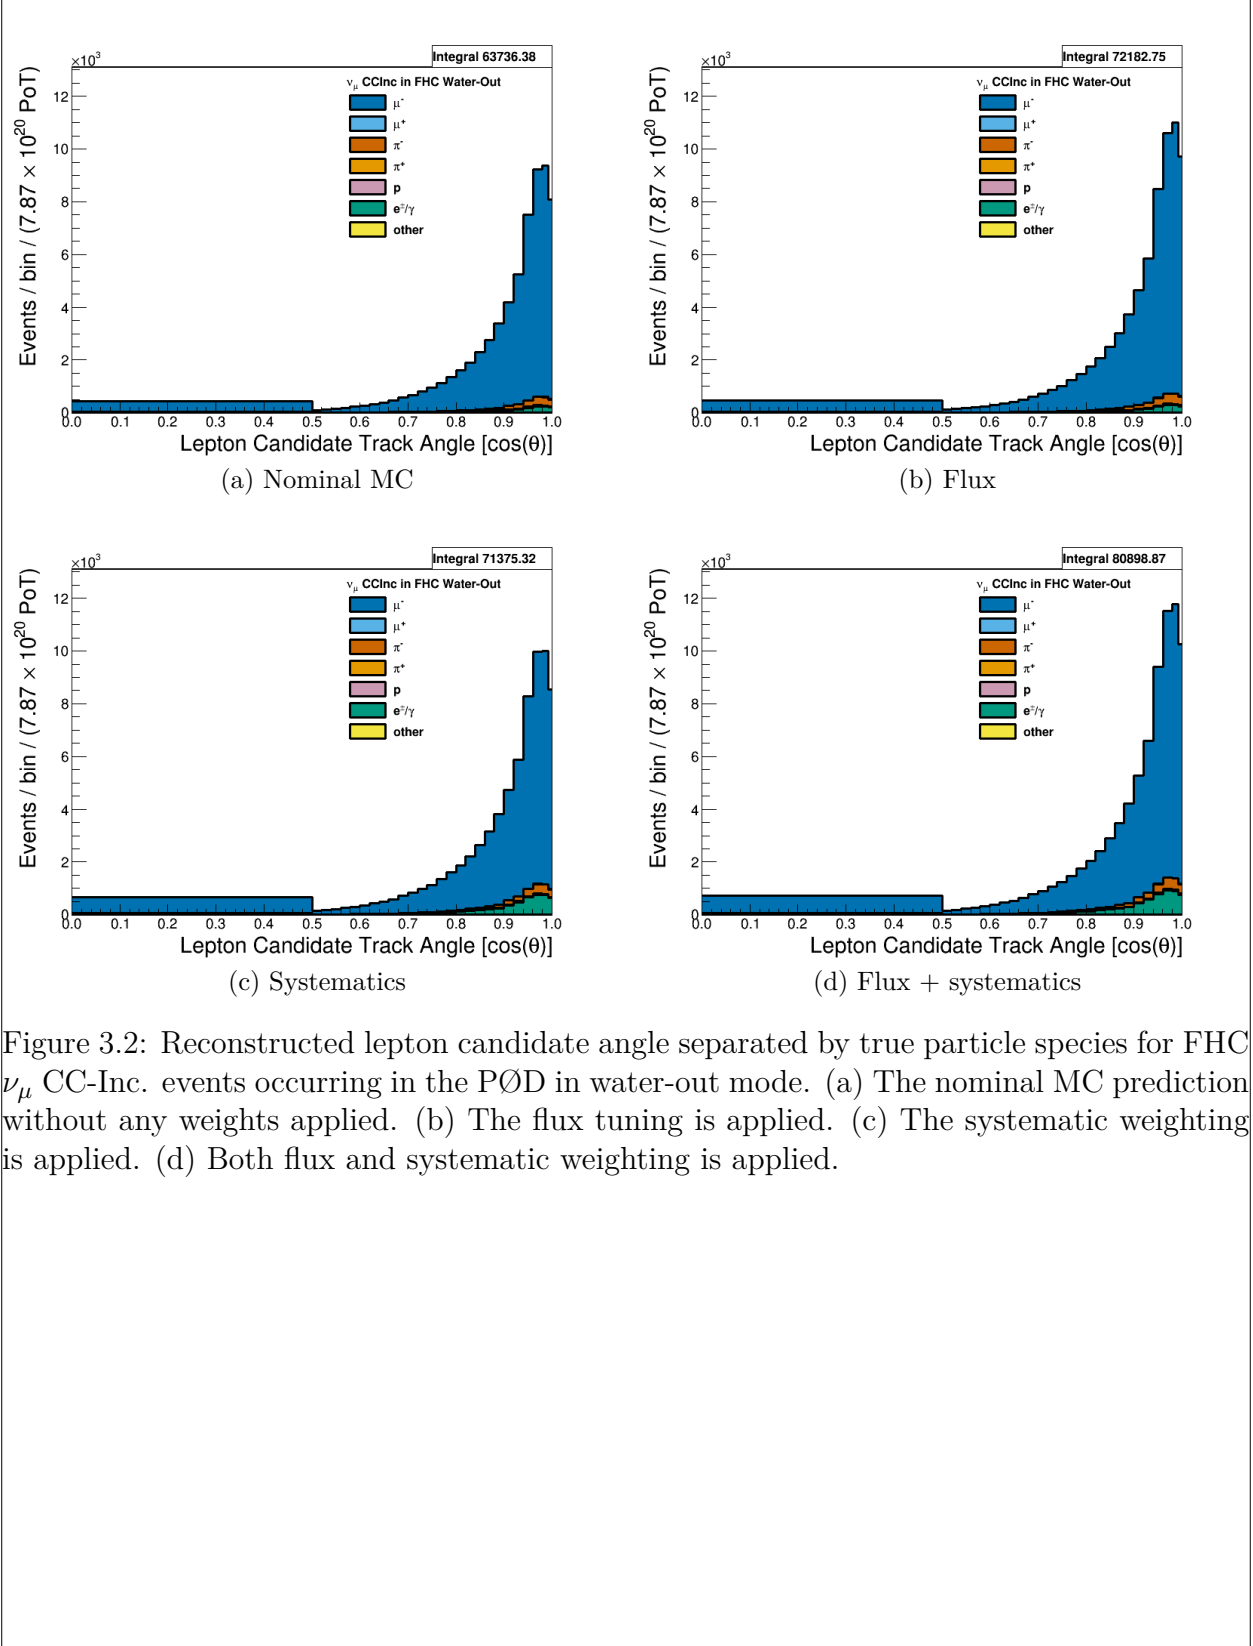 Integral 63736.38
×10³
ν_μ CCInc in FHC Water-Out
μ⁻
μ⁺
π⁻
π⁺
p
e±/γ
other
Events / bin / (7.87 × 10²⁰ PoT)
12
10
8
6
4
2
0
0.0 0.1 0.2 0.3 0.4 0.5 0.6 0.7 0.8 0.9 1.0
Lepton Candidate Track Angle [cos(θ)]
(a) Nominal MC
Integral 72182.75
×10³
ν_μ CCInc in FHC Water-Out
μ⁻
μ⁺
π⁻
π⁺
p
e±/γ
other
Events / bin / (7.87 × 10²⁰ PoT)
12
10
8
6
4
2
0
0.0 0.1 0.2 0.3 0.4 0.5 0.6 0.7 0.8 0.9 1.0
Lepton Candidate Track Angle [cos(θ)]
(b) Flux
Integral 71375.32
×10³
ν_μ CCInc in FHC Water-Out
μ⁻
μ⁺
π⁻
π⁺
p
e±/γ
other
Events / bin / (7.87 × 10²⁰ PoT)
12
10
8
6
4
2
0
0.0 0.1 0.2 0.3 0.4 0.5 0.6 0.7 0.8 0.9 1.0
Lepton Candidate Track Angle [cos(θ)]
(c) Systematics
Integral 80898.87
×10³
ν_μ CCInc in FHC Water-Out
μ⁻
μ⁺
π⁻
π⁺
p
e±/γ
other
Events / bin / (7.87 × 10²⁰ PoT)
12
10
8
6
4
2
0
0.0 0.1 0.2 0.3 0.4 0.5 0.6 0.7 0.8 0.9 1.0
Lepton Candidate Track Angle [cos(θ)]
(d) Flux + systematics
Figure 3.2: Reconstructed lepton candidate angle separated by true particle species for FHC
ν_μ CC-Inc. events occurring in the PØD in water-out mode. (a) The nominal MC prediction
without any weights applied. (b) The flux tuning is applied. (c) The systematic weighting
is applied. (d) Both flux and systematic weighting is applied.